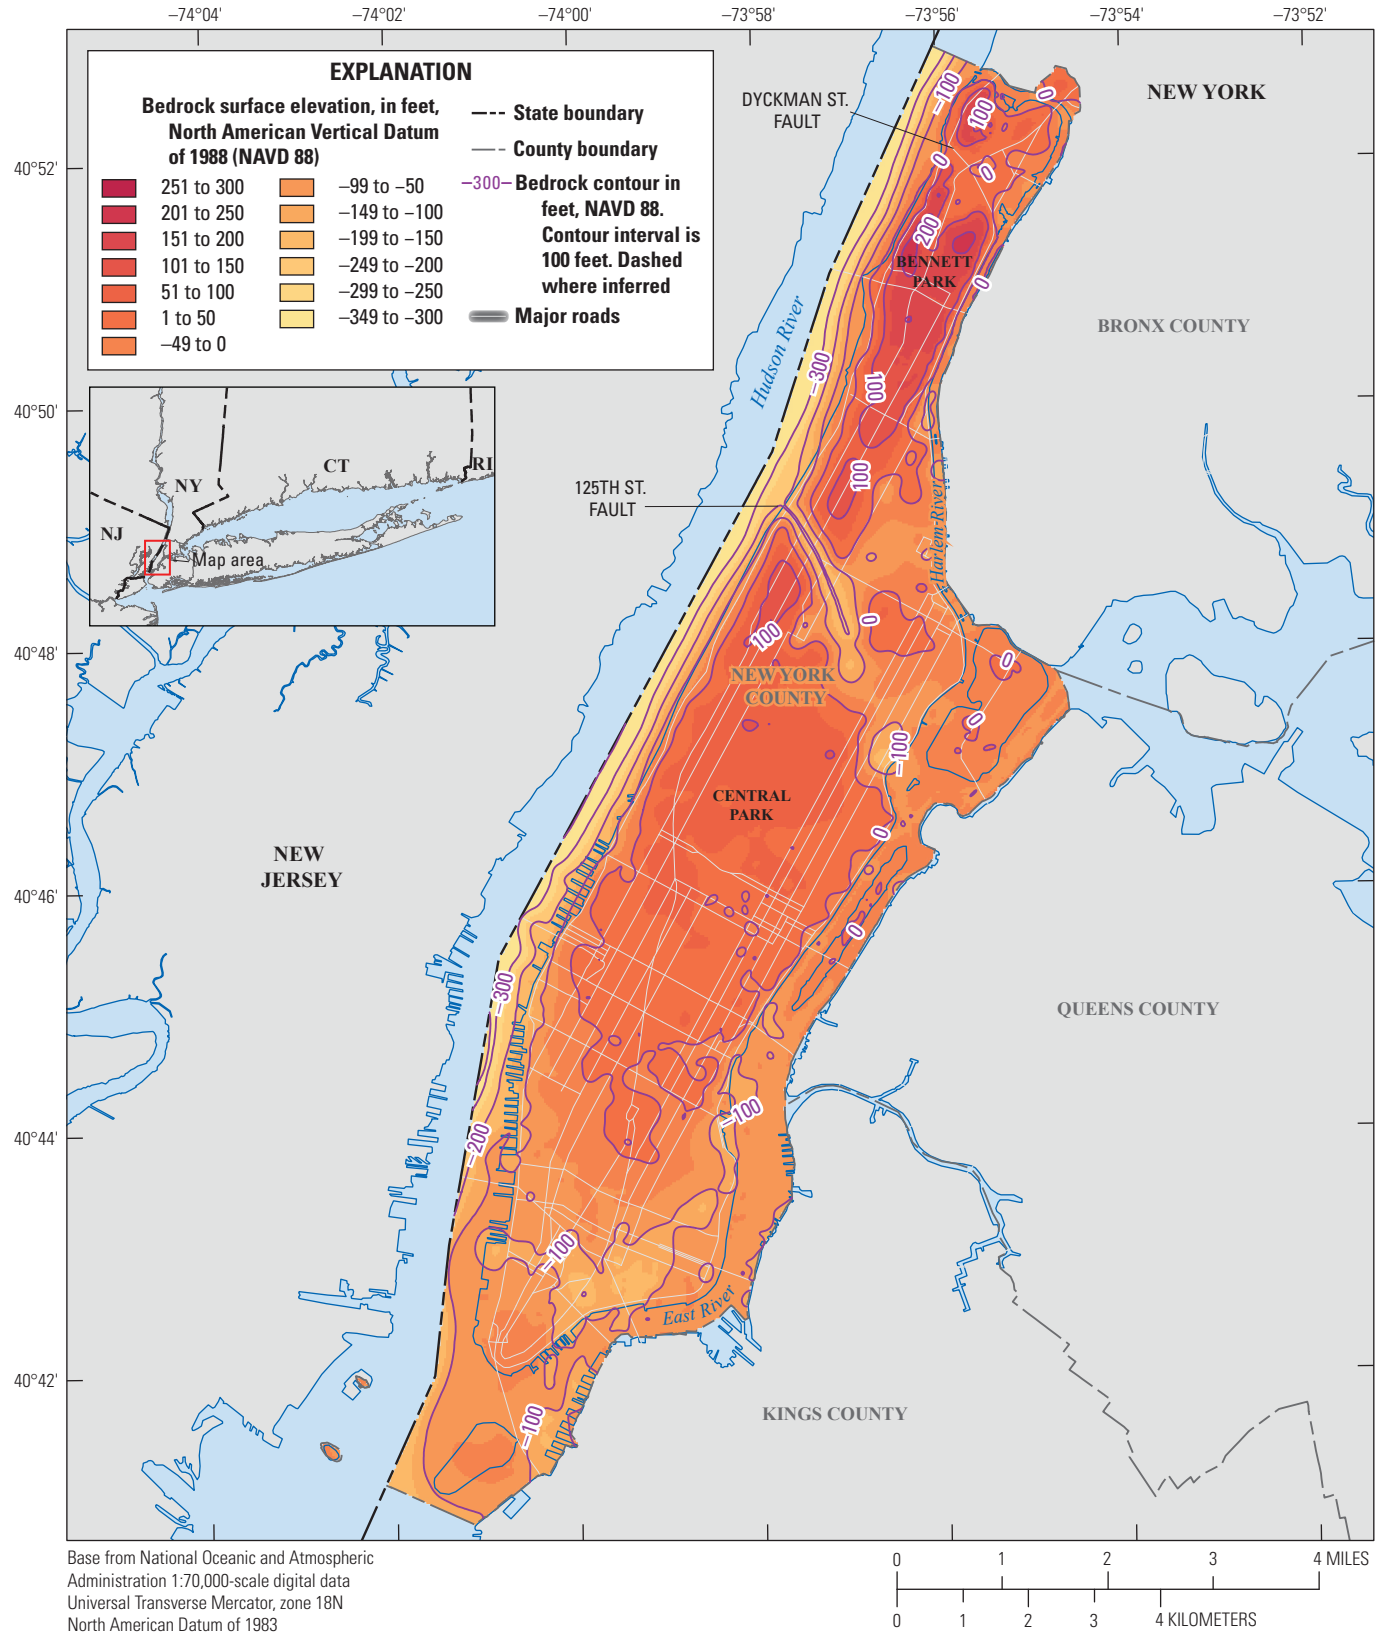 −74°04'
−74°02'
−74°00'
−73°58'
−73°56'
−73°54'
−73°52'
EXPLANATION
Bedrock surface elevation, in feet,
North American Vertical Datum
of 1988 (NAVD 88)
251 to 300
201 to 250
151 to 200
101 to 150
51 to 100
1 to 50
−49 to 0
−99 to −50
−149 to −100
−199 to −150
−249 to −200
−299 to −250
−349 to −300
State boundary
County boundary
−300 Bedrock contour in
feet, NAVD 88.
Contour interval is
100 feet. Dashed
where inferred
Major roads
40°52'
40°50'
40°48'
40°46'
40°44'
40°42'
NY
CT
RI
NJ
Map area
DYCKMAN ST.
FAULT
NEW YORK
−100
100
0
0
0
200
BENNETT
PARK
0
BRONX COUNTY
Hudson River
−300
100
100
125TH ST.
FAULT
Harlem River
0
100
0
NEW YORK
COUNTY
0
−100
CENTRAL
PARK
0
NEW
JERSEY
0
−300
QUEENS COUNTY
−100
−200
−100
East River
KINGS COUNTY
−100
Base from National Oceanic and Atmospheric
Administration 1:70,000-scale digital data
Universal Transverse Mercator, zone 18N
North American Datum of 1983
0 1 2 3 4 MILES
0 1 2 3 4 KILOMETERS